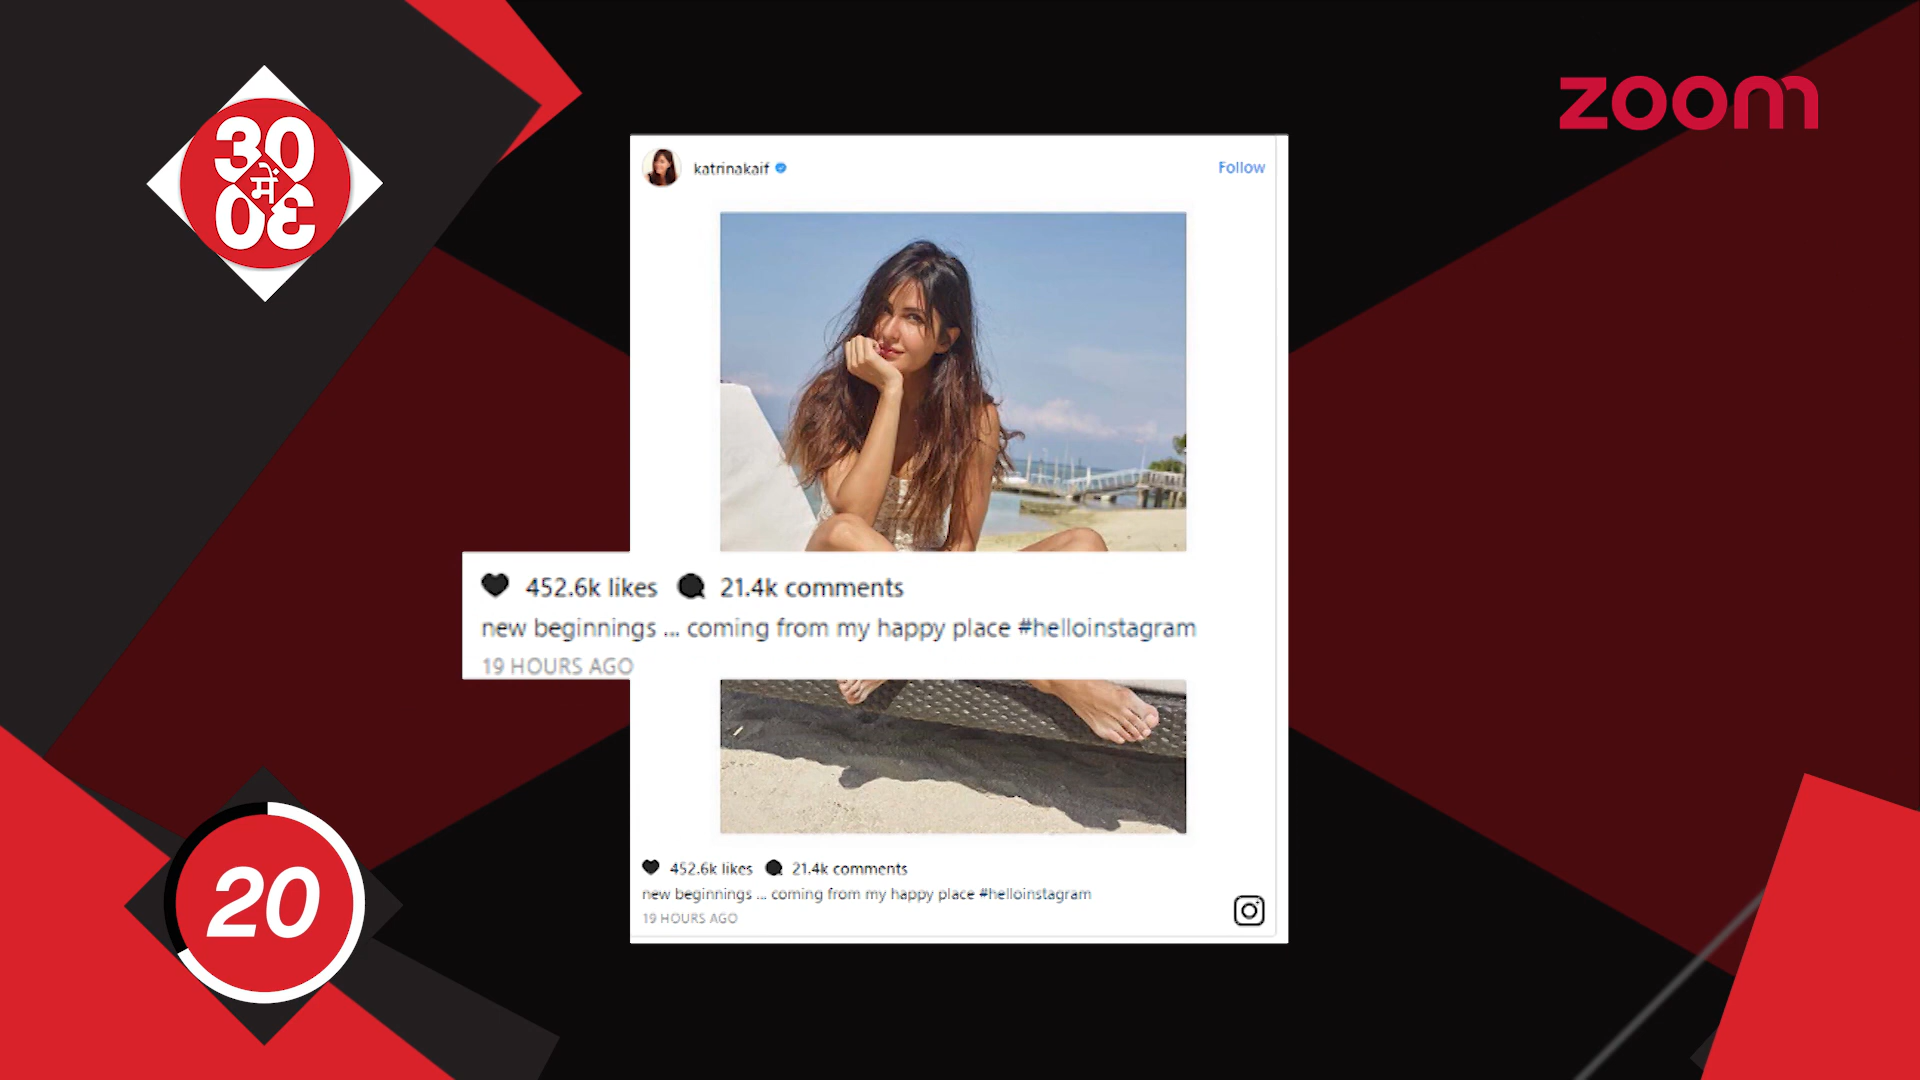 30
में
30
zoom
katrinakaif
Follow
452.6k likes 21.4k comments
new beginnings ... coming from my happy place #helloinstagram
19 HOURS AGO
452.6k likes 21.4k comments
new beginnings ... coming from my happy place #helloinstagram
19 HOURS AGO
20